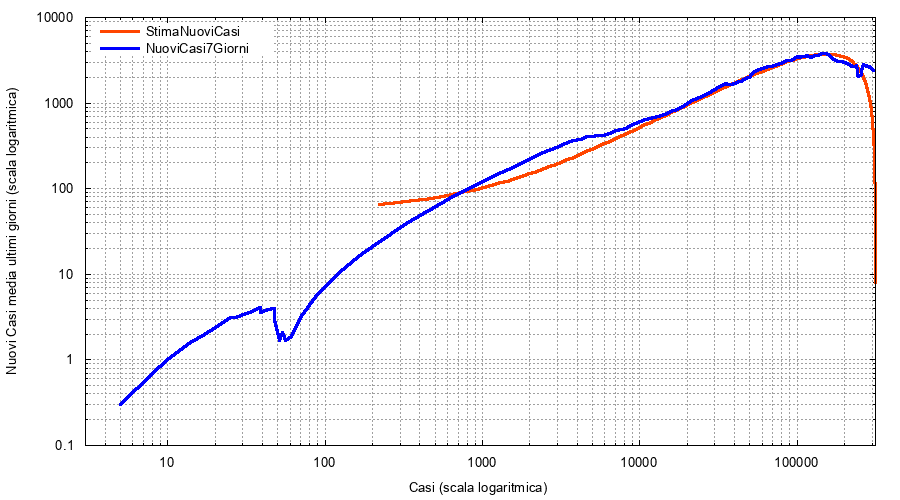 10000
StimaNuoviCasi
NuoviCasi7Giorni
1000
100
10
1
0.1
Nuovi Casi media ultimi giorni (scala logaritmica)
10
100
1000
10000
100000
Casi (scala logaritmica)